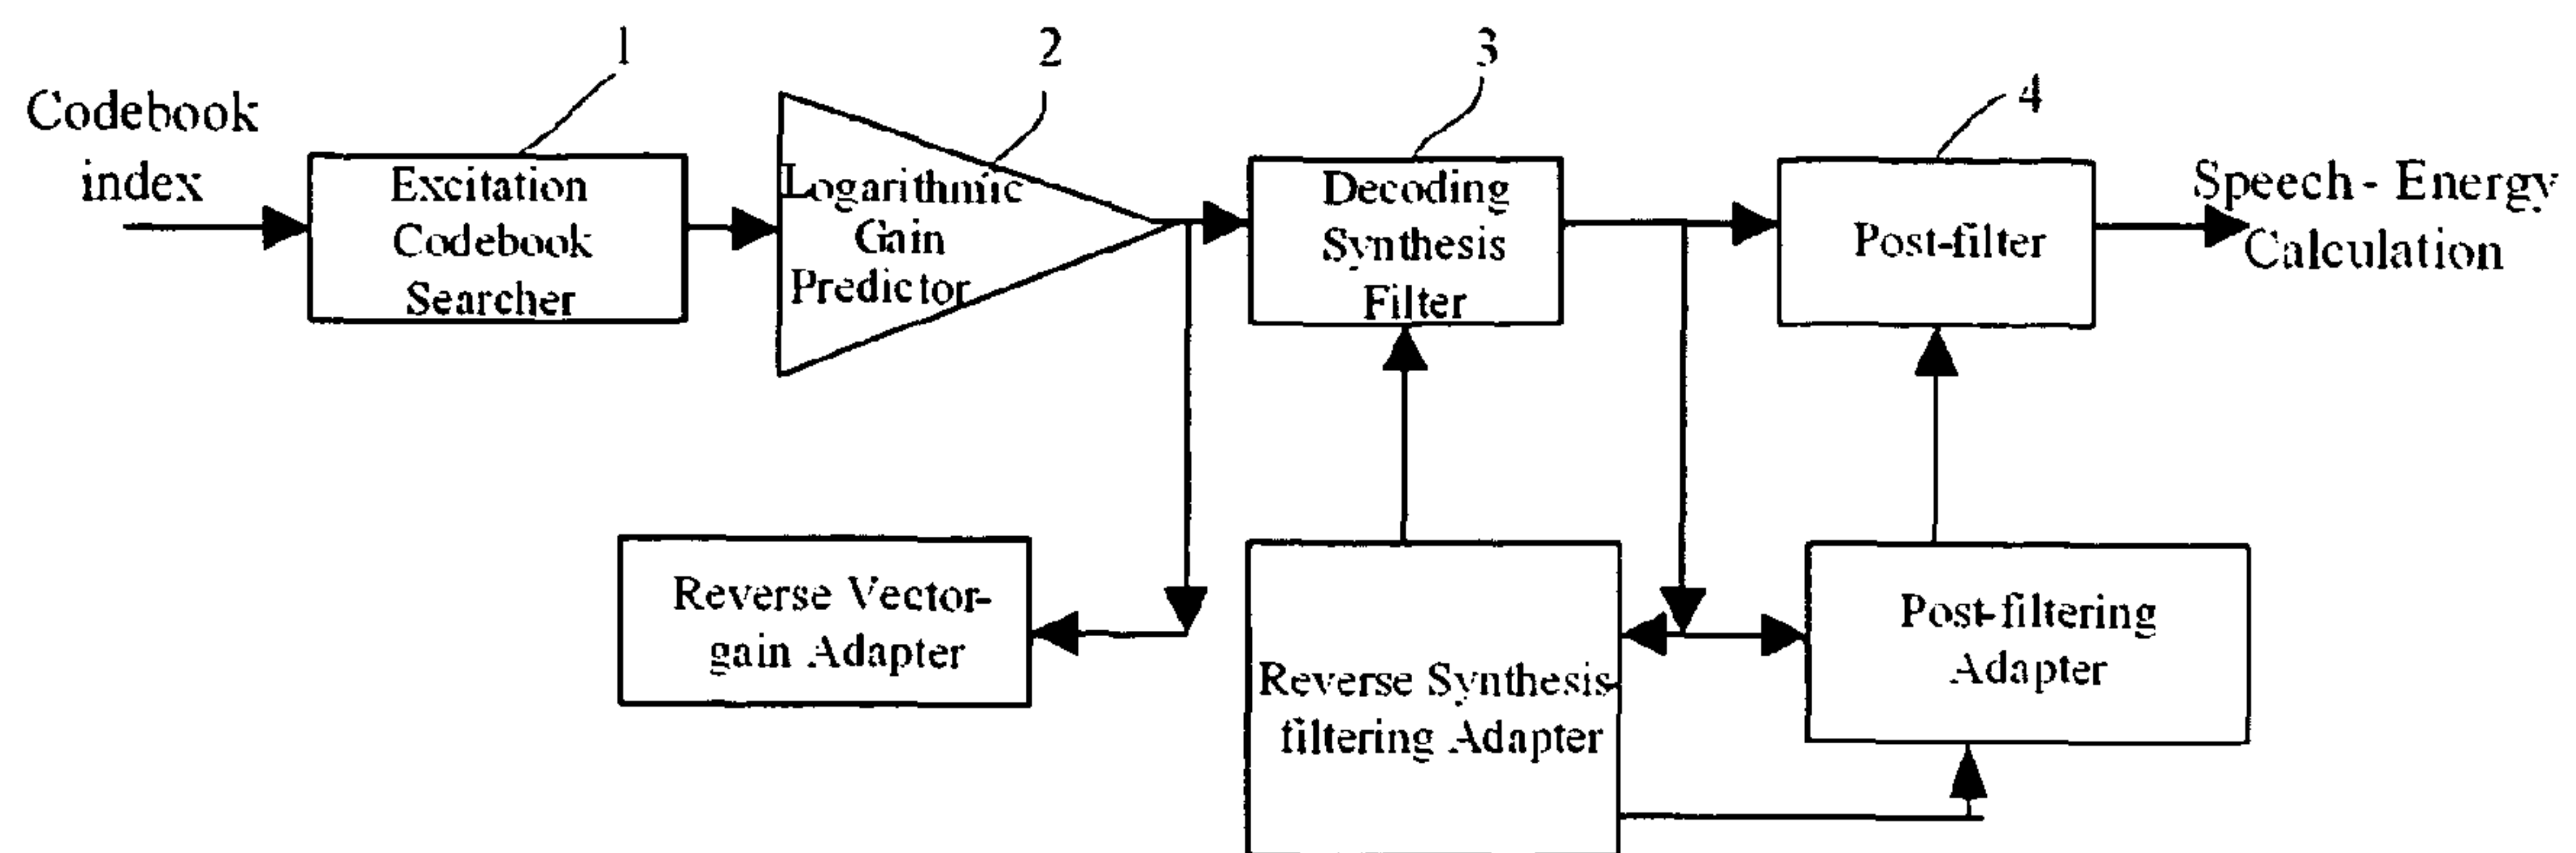 1
2
3
4
Codebook
index
Excitation
Codebook
Searcher
Logarithmic
Gain
Predictor
Decoding
Synthesis
Filter
Post-filter
Speech - Energy
Calculation
Reverse Vector-
gain Adapter
Reverse Synthesis-
filtering Adapter
Post-filtering
Adapter